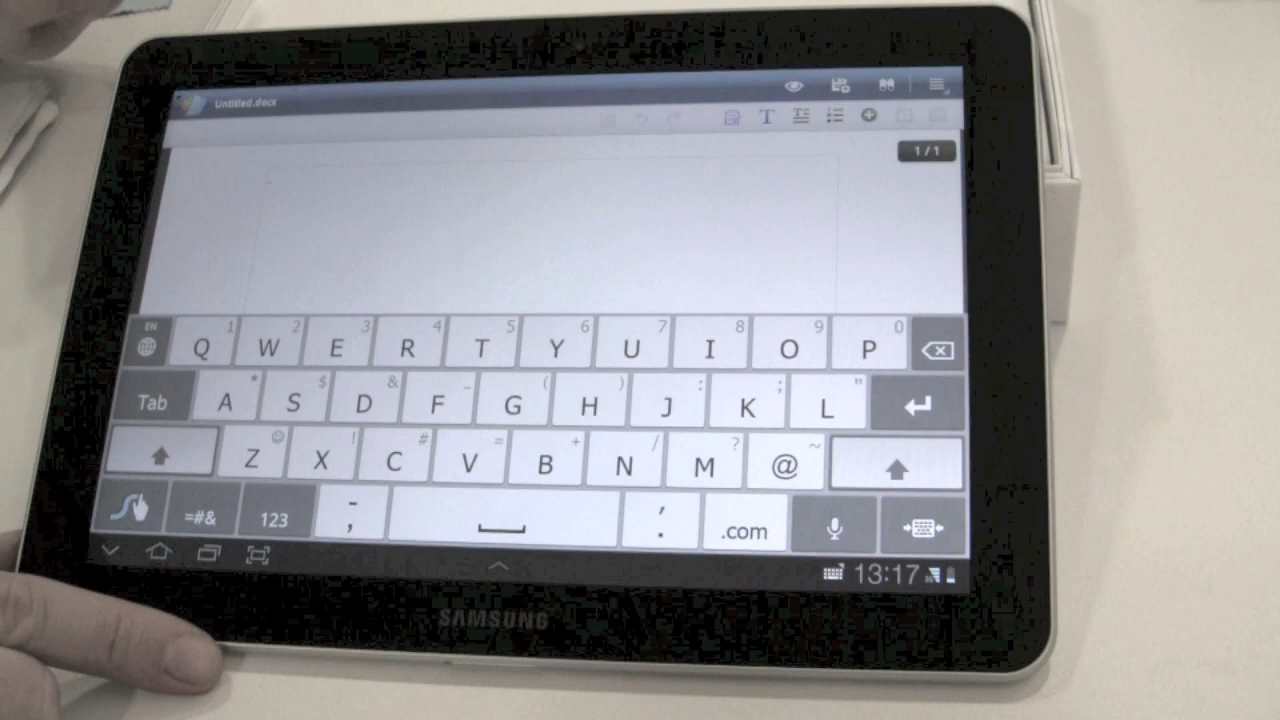 Untitled.docx
T
1 / 1
EN Q 1 W 2 E 3 R 4 T 5 Y 6 U 7 I 8 O 9 P 0
Tab A * S $ D & F _ G ( H ) J : K ; L "
Z ☺ X ! C # V = B + N / M ? @ ~
=#& 123 - , ' . .com
13:17
SAMSUNG